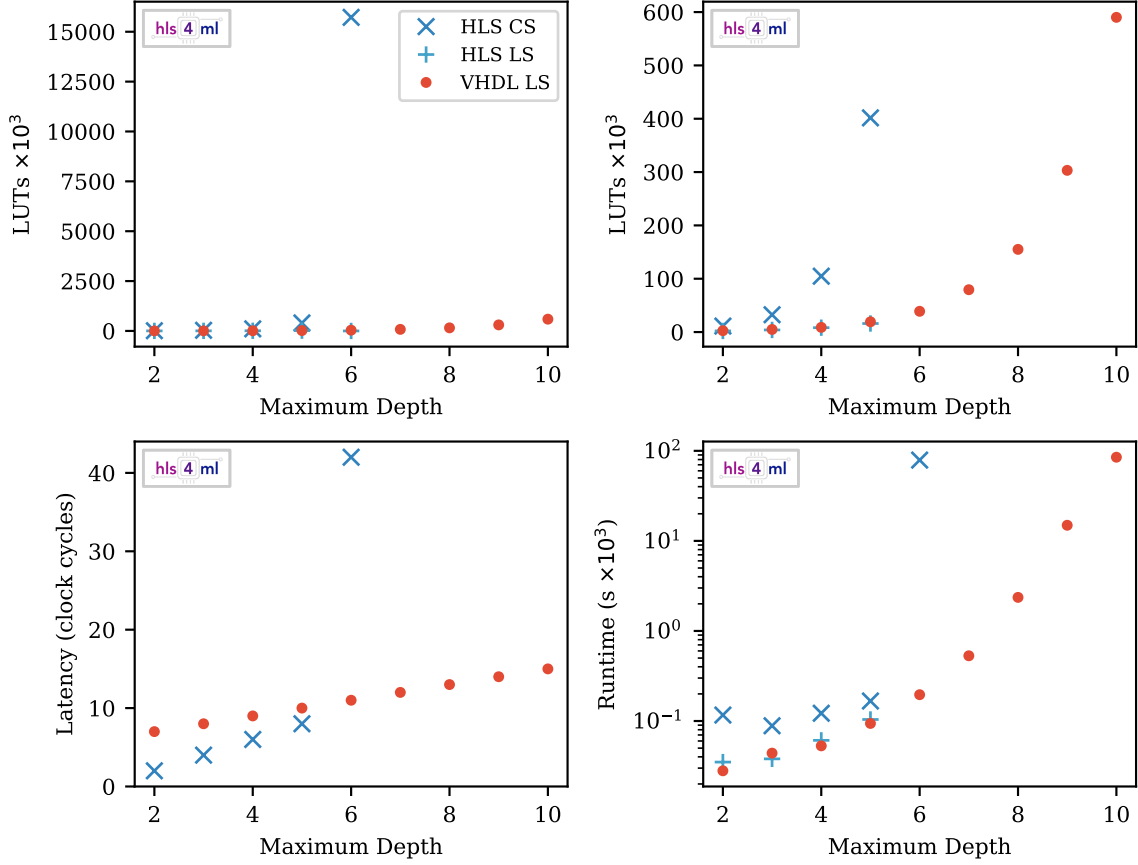 hls 4 ml
HLS CS
HLS LS
VHDL LS
15000
12500
10000
7500
5000
2500
0
LUTs ×10³
2 4 6 8 10
Maximum Depth
hls 4 ml
600
500
400
300
200
100
0
LUTs ×10³
2 4 6 8 10
Maximum Depth
hls 4 ml
40
30
20
10
0
Latency (clock cycles)
2 4 6 8 10
Maximum Depth
hls 4 ml
10²
10¹
10⁰
10⁻¹
Runtime (s ×10³)
2 4 6 8 10
Maximum Depth